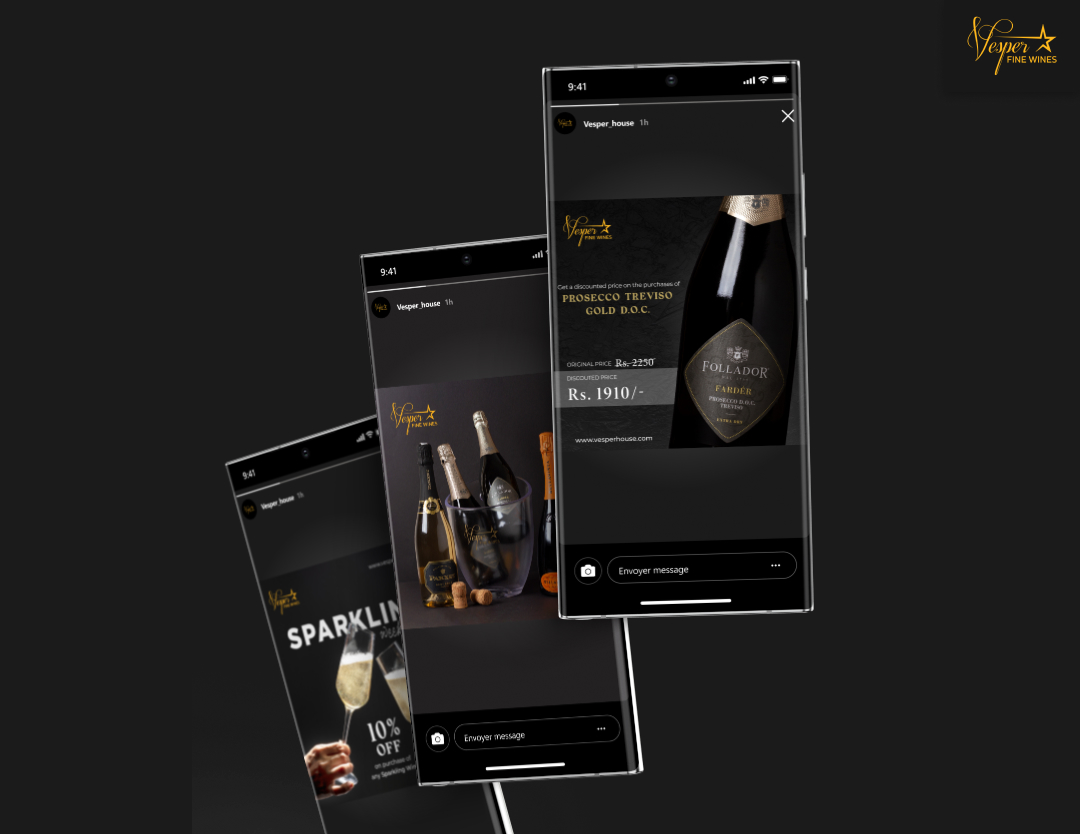 Vesper
FINE WINES
9:41
Vesper_house 1h
Vesper
FINE WINES
Get a discounted price on the purchases of
PROSECCO TREVISO
GOLD D.O.C.
ORIGINAL PRICE Rs. 2250
DISCOUTED PRICE
Rs. 1910/-
www.vesperhouse.com
FOLLADOR
FARDÈR
PROSECCO D.O.C.
TREVISO
EXTRA DRY
Envoyer message
9:41
Vesper_house 1h
Vesper
FINE WINES
Envoyer message
9:41
Vesper_house 1h
Vesper
FINE WINES
SPARKLIN
10%
OFF
on purchase of
any Sparkling Wi